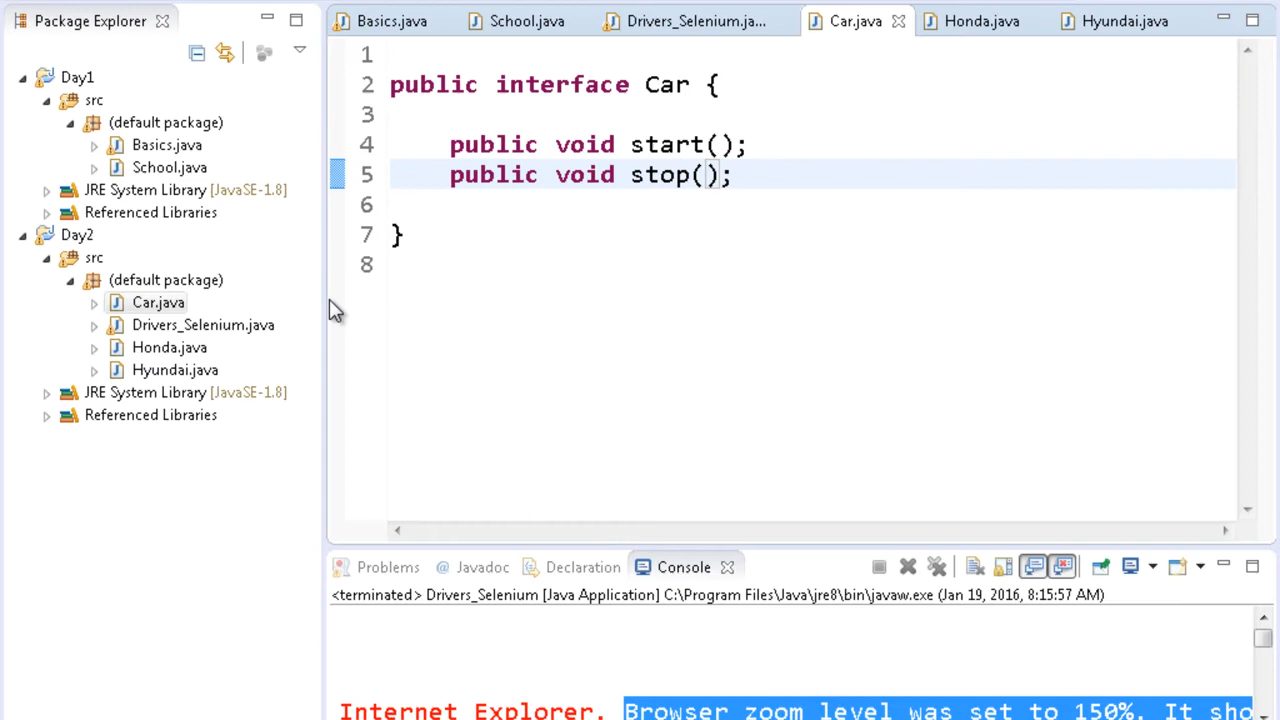 Package Explorer
Day1
src
(default package)
Basics.java
School.java
JRE System Library [JavaSE-1.8]
Referenced Libraries
Day2
src
(default package)
Car.java
Drivers_Selenium.java
Honda.java
Hyundai.java
JRE System Library [JavaSE-1.8]
Referenced Libraries
Basics.java School.java Drivers_Selenium.ja... Car.java Honda.java Hyundai.java
1
2 public interface Car {
3
4 public void start();
5 public void stop();
6
7 }
8
Problems @ Javadoc Declaration Console
<terminated> Drivers_Selenium [Java Application] C:\Program Files\Java\jre8\bin\javaw.exe (Jan 19, 2016, 8:15:57 AM)
Internet Explorer. Browser zoom level was set to 150%. It sho